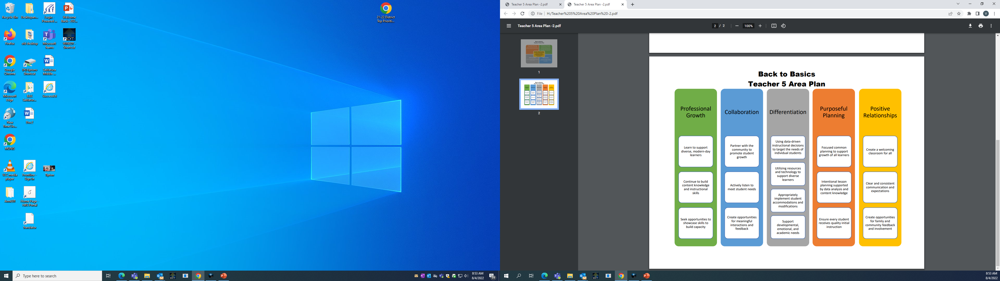 Recycle Bin
Desktopan...
Login -
Powered ...
Welcome
Back--202...
21-22 District
Top Prioriti...
Firefox
old desktop
Microsoft
Teams
WINEDT -
Shortcut
Google
Chrome
(H) tiptonv
Shortcut
Sablatura
Middle ...
Microsoft
Edge
BAS
Sablatur...
SuccessEd
New
TimeClo...
Doc2
MUNIS
VLC media
player
Frontline -
Sign In
Tipton
ArmEDT
Home Page -
HRS Portal
Translator
Type here to search
8:53 AM
8/4/2022
39
Teacher 5 Area Plan -2.pdf
Teacher 5 Area Plan -2.pdf
File
H:/Teacher%205%20Area%20Plan%20-2.pdf
V
Teacher 5 Area Plan -2.pdf
2 / 2
100%
1
2
Back to Basics
Teacher 5 Area Plan
Professional
Growth
Learn to support
diverse, modern-day
learners
Continue to build
content knowledge
and instructional
skills
Seek opportunities to
showcase skills to
build capacity
Collaboration
Partner with the
community to
promote student
growth
Actively listen to
meet student needs
Create opportunities
for meaningful
interactions and
feedback
Differentiation
Using data-driven
instructional decisions
to target the needs of
individual students
Utilizing resources
and technology to
support diverse
learners
Appropriately
implement student
accommodations and
modifications
Support
developmental,
emotional, and
academic needs
Purposeful
Planning
Focused common
planning to support
growth of all learners
Intentional lesson
planning supported
by data analysis and
content knowledge
Ensure every student
receives quality initial
instruction
Positive
Relationships
Create a welcoming
classroom for all
Clear and consistent
communication and
expectations
Create opportunities
for family and
community feedback
and involvement
8:53 AM
8/4/2022